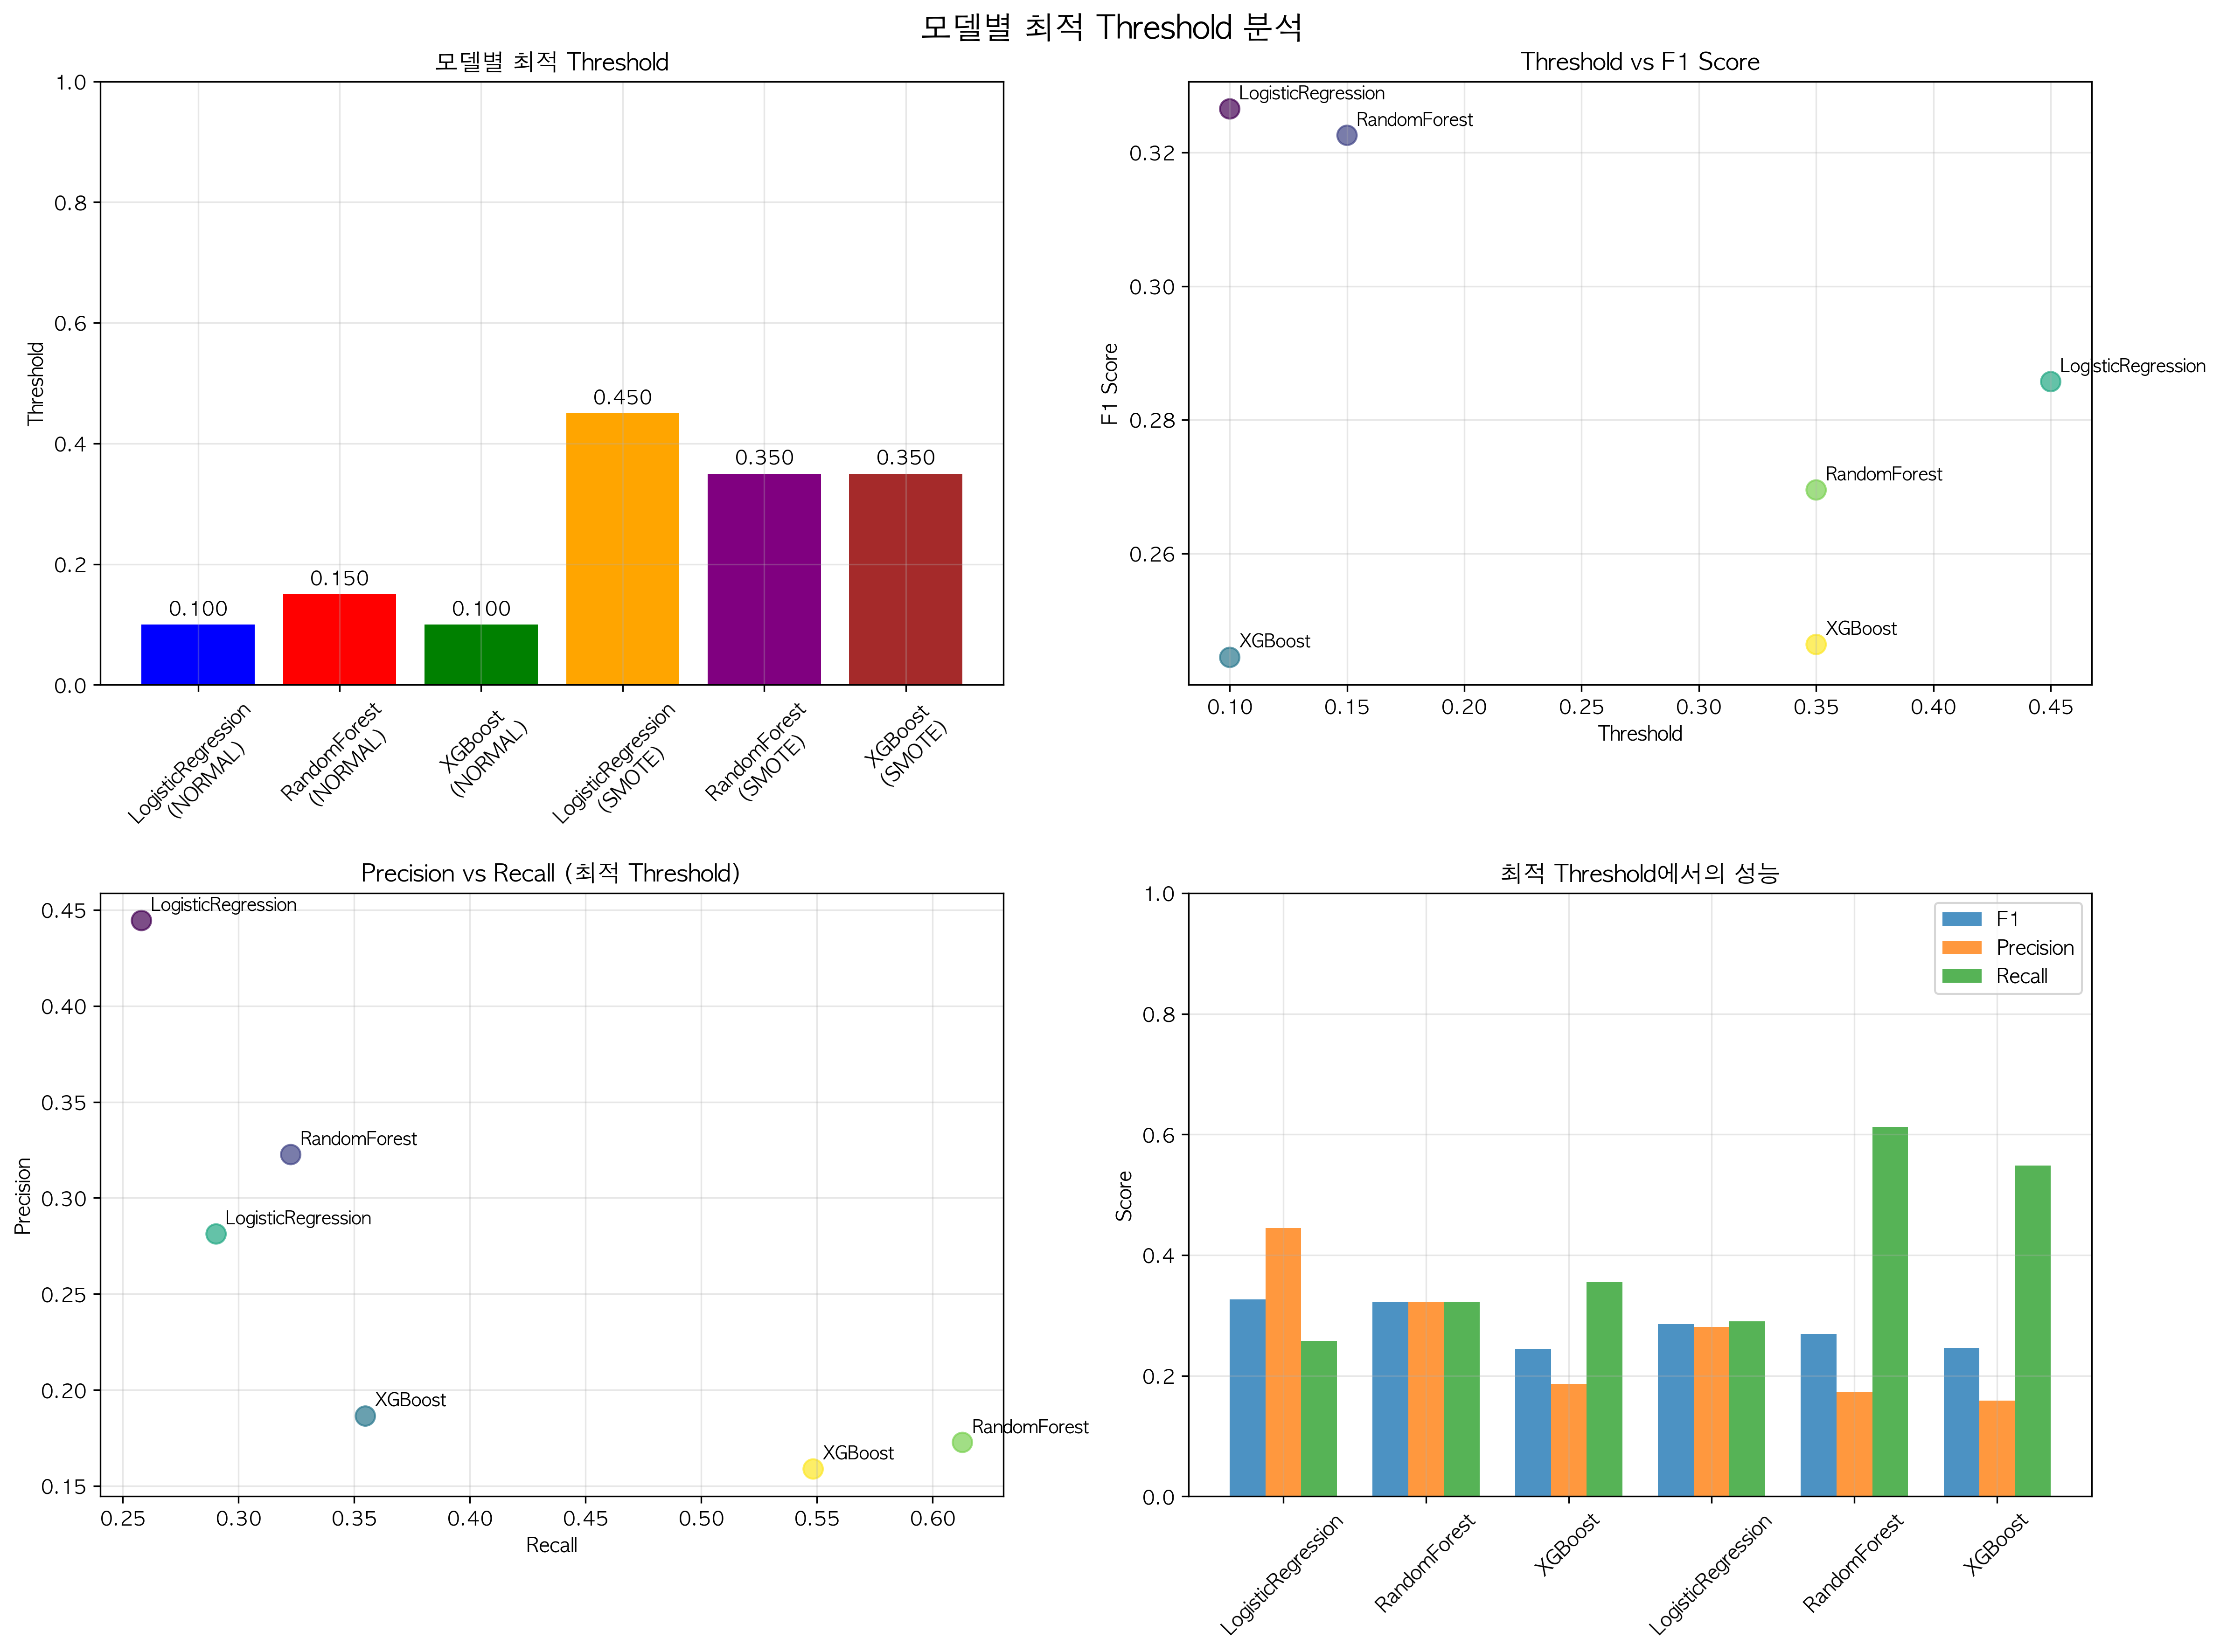 모델별 최적 Threshold 분석
모델별 최적 Threshold
1.0
0.8
0.6
0.4
0.2
0.0
Threshold
0.100
0.150
0.100
0.450
0.350
0.350
LogisticRegression
(NORMAL)
RandomForest
(NORMAL)
XGBoost
(NORMAL)
LogisticRegression
(SMOTE)
RandomForest
(SMOTE)
XGBoost
(SMOTE)
Threshold vs F1 Score
0.32
0.30
0.28
0.26
F1 Score
LogisticRegression
RandomForest
LogisticRegression
RandomForest
XGBoost
XGBoost
0.10
0.15
0.20
0.25
0.30
0.35
0.40
0.45
Threshold
Precision vs Recall (최적 Threshold)
0.45
0.40
0.35
0.30
0.25
0.20
0.15
Precision
LogisticRegression
RandomForest
LogisticRegression
XGBoost
RandomForest
XGBoost
0.25
0.30
0.35
0.40
0.45
0.50
0.55
0.60
Recall
최적 Threshold에서의 성능
1.0
0.8
0.6
0.4
0.2
0.0
Score
F1
Precision
Recall
LogisticRegression
RandomForest
XGBoost
LogisticRegression
RandomForest
XGBoost